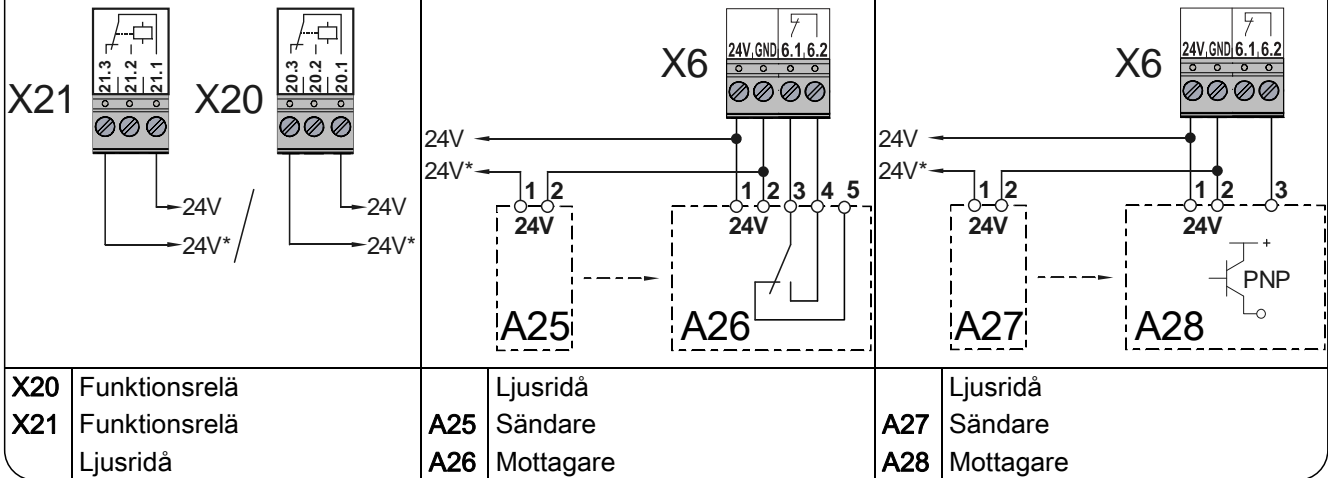 X21
21.3
21.2
21.1
24V
24V*
X20
20.3
20.2
20.1
24V
24V*
X6
24V GND 6.1 6.2
24V
24V*
1 2
24V
1 2 3 4 5
24V
A25
A26
X6
24V GND 6.1 6.2
24V
24V*
1 2
24V
1 2 3
24V
+
PNP
A27
A28
X20 Funktionsrelä
X21 Funktionsrelä
Ljusridå
Ljusridå
A25 Sändare
A26 Mottagare
Ljusridå
A27 Sändare
A28 Mottagare